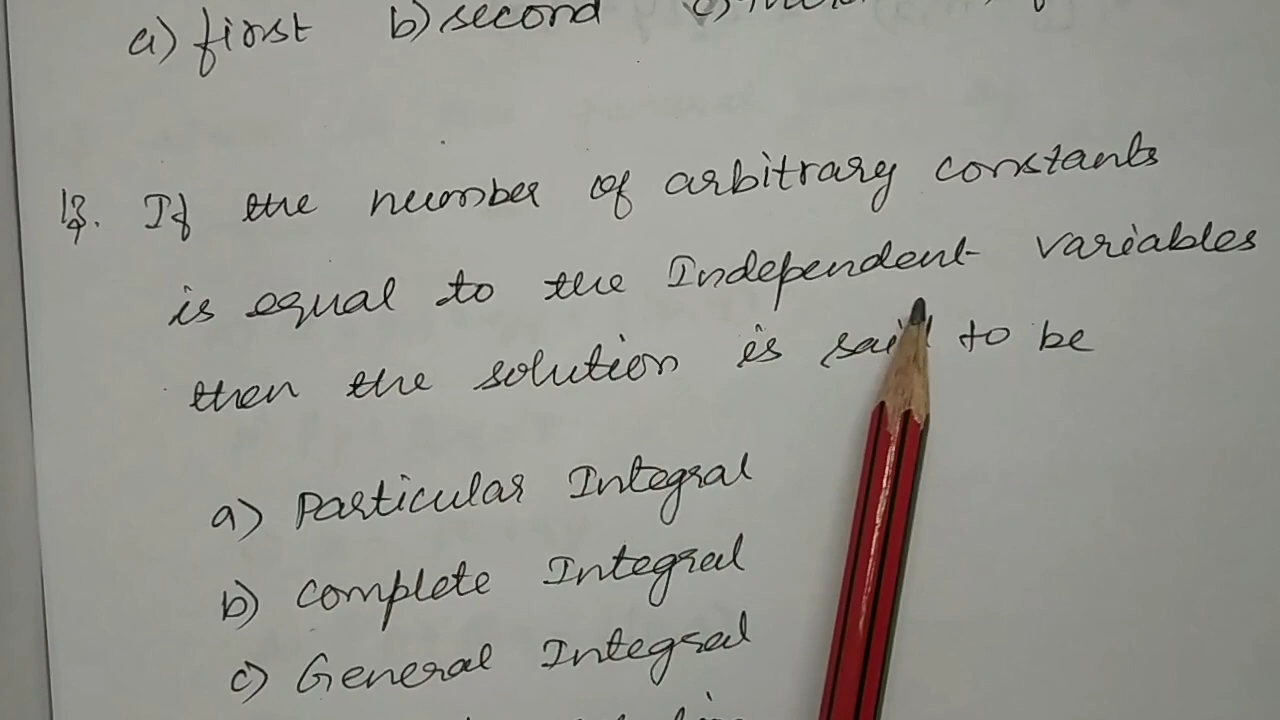 a) first b) second c)
13. If the number of arbitrary constants
is equal to the Independent variables
then the solution is said to be
a) Particular Integral
b) Complete Integral
c) General Integral